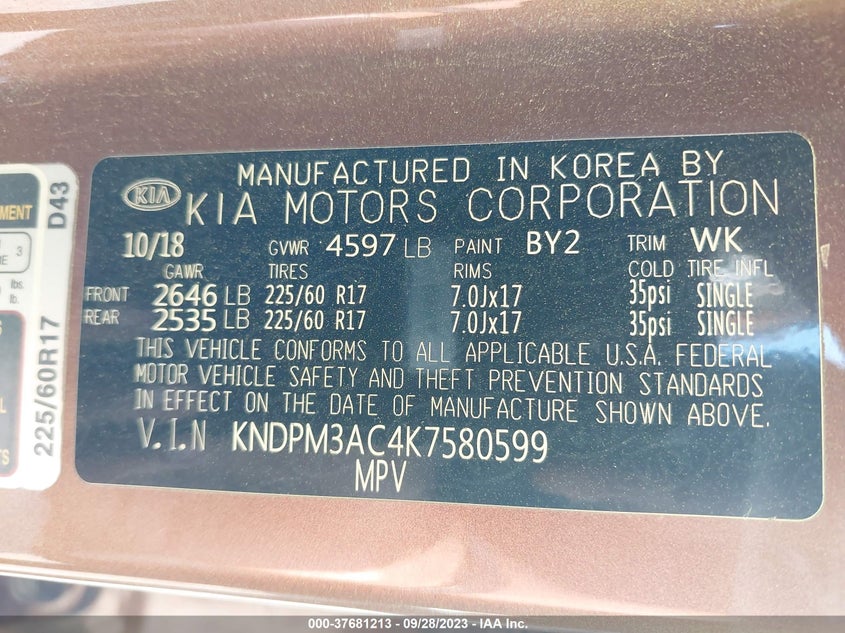 MANUFACTURED IN KOREA BY
KIA KIA MOTORS CORPORATION
10/18 GVWR 4597 LB PAINT BY2 TRIM WK
GAWR TIRES RIMS COLD TIRE INFL
FRONT 2646 LB 225/60 R17 7.0Jx17 35psi SINGLE
REAR 2535 LB 225/60 R17 7.0Jx17 35psi SINGLE
THIS VEHICLE CONFORMS TO ALL APPLICABLE U.S.A. FEDERAL
MOTOR VEHICLE SAFETY AND THEFT PREVENTION STANDARDS
IN EFFECT ON THE DATE OF MANUFACTURE SHOWN ABOVE.
V.I.N KNDPM3AC4K7580599
MPV
225/60R17 D43
3
lbs.
lb.
000-37681213 - 09/28/2023 - IAA Inc.